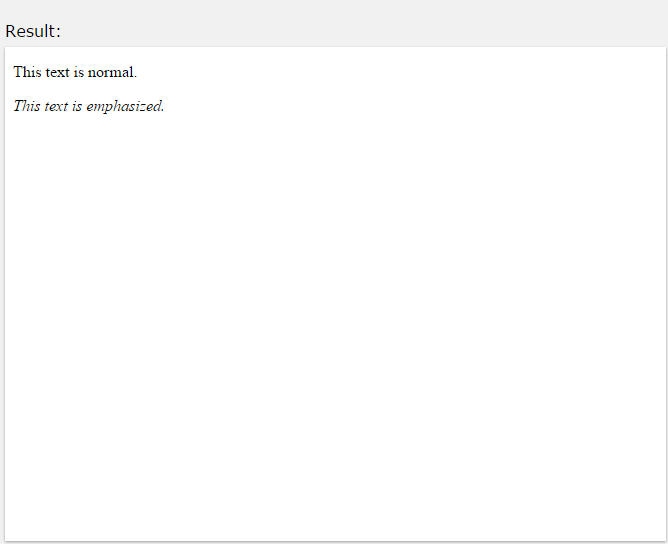 Result:
This text is normal.
This text is emphasized.